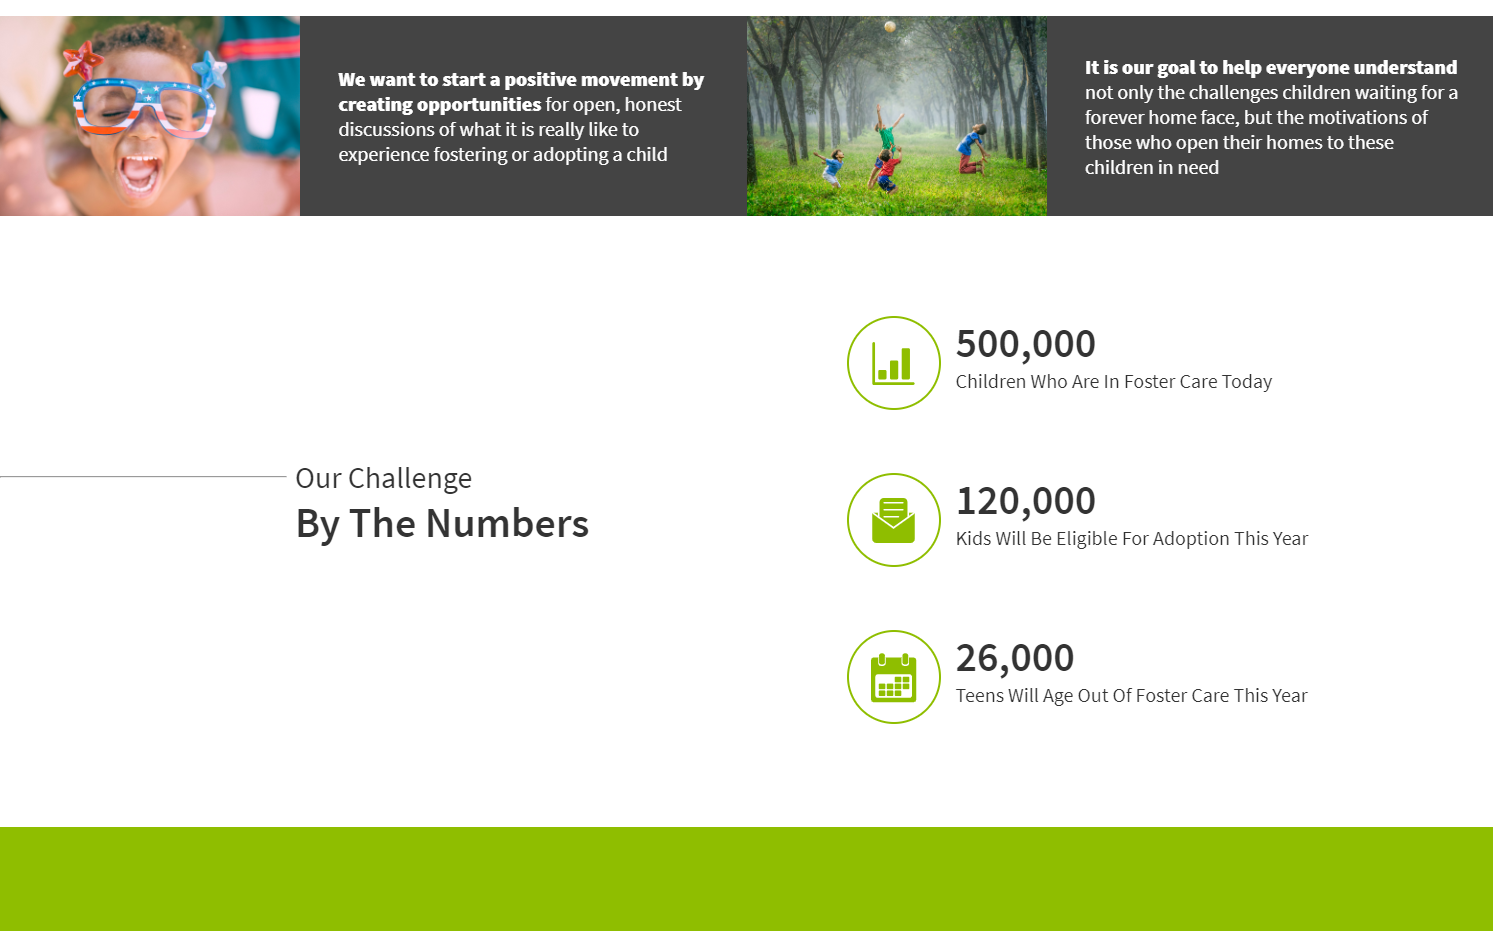 We want to start a positive movement by
creating opportunities for open, honest
discussions of what it is really like to
experience fostering or adopting a child
It is our goal to help everyone understand
not only the challenges children waiting for a
forever home face, but the motivations of
those who open their homes to these
children in need
Our Challenge
By The Numbers
500,000
Children Who Are In Foster Care Today
120,000
Kids Will Be Eligible For Adoption This Year
26,000
Teens Will Age Out Of Foster Care This Year